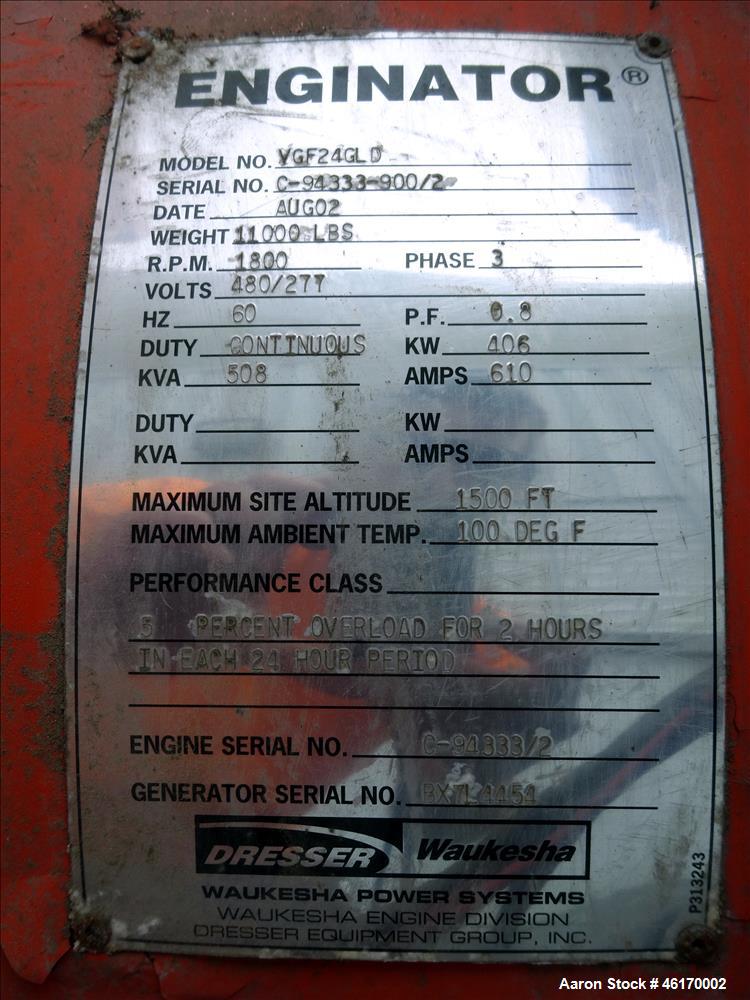 ENGINATOR®
MODEL NO. VGF24GLD
SERIAL NO. C-94333-900/2
DATE AUG02
WEIGHT 11000 LBS
R.P.M. 1800 PHASE 3
VOLTS 480/277
HZ 60 P.F. 0.8
DUTY CONTINUOUS KW 406
KVA 508 AMPS 610
DUTY KW
KVA AMPS
MAXIMUM SITE ALTITUDE 1500 FT
MAXIMUM AMBIENT TEMP. 100 DEG F
PERFORMANCE CLASS
5 PERCENT OVERLOAD FOR 2 HOURS
IN EACH 24 HOUR PERIOD
ENGINE SERIAL NO. C-94333/2
GENERATOR SERIAL NO. BX7L4454
DRESSER Waukesha
WAUKESHA POWER SYSTEMS
WAUKESHA ENGINE DIVISION
DRESSER EQUIPMENT GROUP, INC.
P313243
Aaron Stock # 46170002